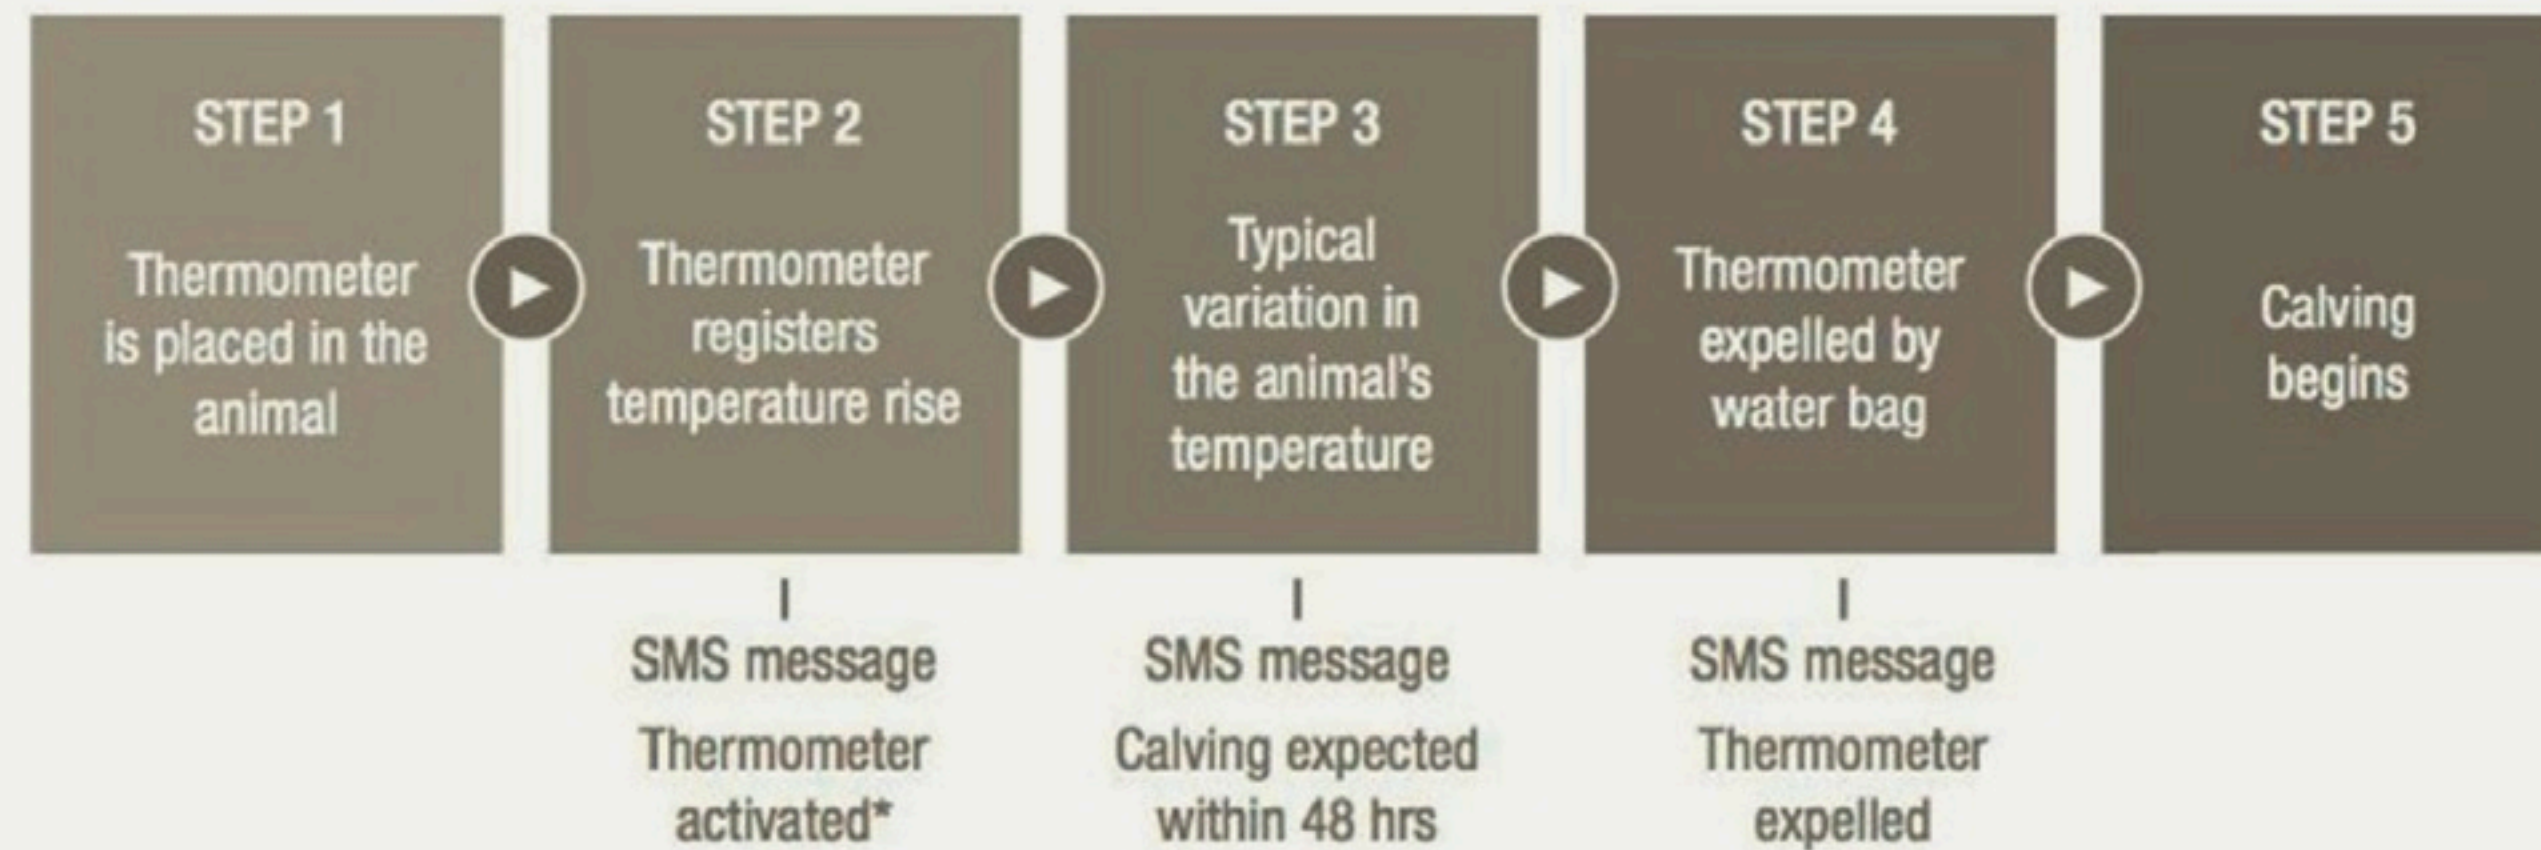 STEP 1
Thermometer
is placed in the
animal
STEP 2
Thermometer
registers
temperature rise
SMS message
Thermometer
activated*
STEP 3
Typical
variation in
the animal's
temperature
SMS message
Calving expected
within 48 hrs
STEP 4
Thermometer
expelled by
water bag
SMS message
Thermometer
expelled
STEP 5
Calving
begins